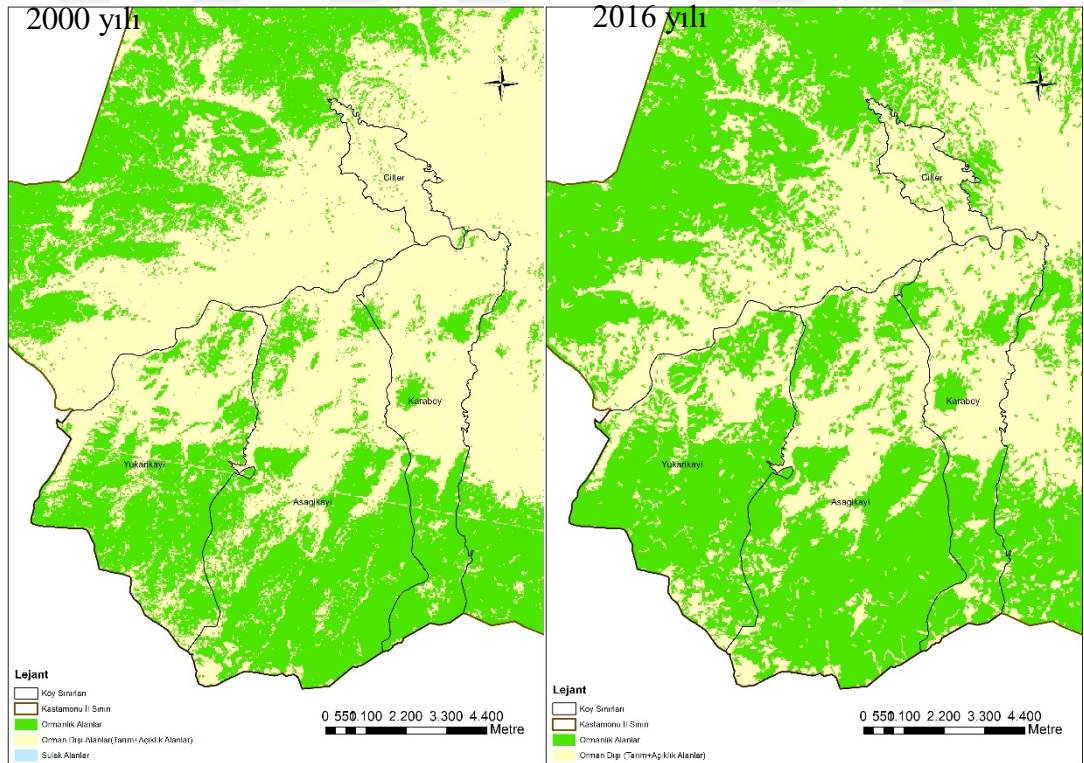 2000 yılı
2016 yılı
Ciller
Karaboy
Yukarıkayi
Asagikayi
Lejant
Köy Sınırları
Kastamonu İl Sınırı
Ormanlık Alanlar
Orman Dışı Alanlar(Tarım+Açıklık Alanlar)
Sulak Alanlar
0 550 1.100 2.200 3.300 4.400
Metre
Ciller
Karaboy
Yukarıkayi
Asagikayi
Lejant
Köy Sınırları
Kastamonu İl Sınırı
Ormanlık Alanlar
Orman Dışı (Tarım+Açıklık Alanlar)
0 550 1.100 2.200 3.300 4.400
Metre